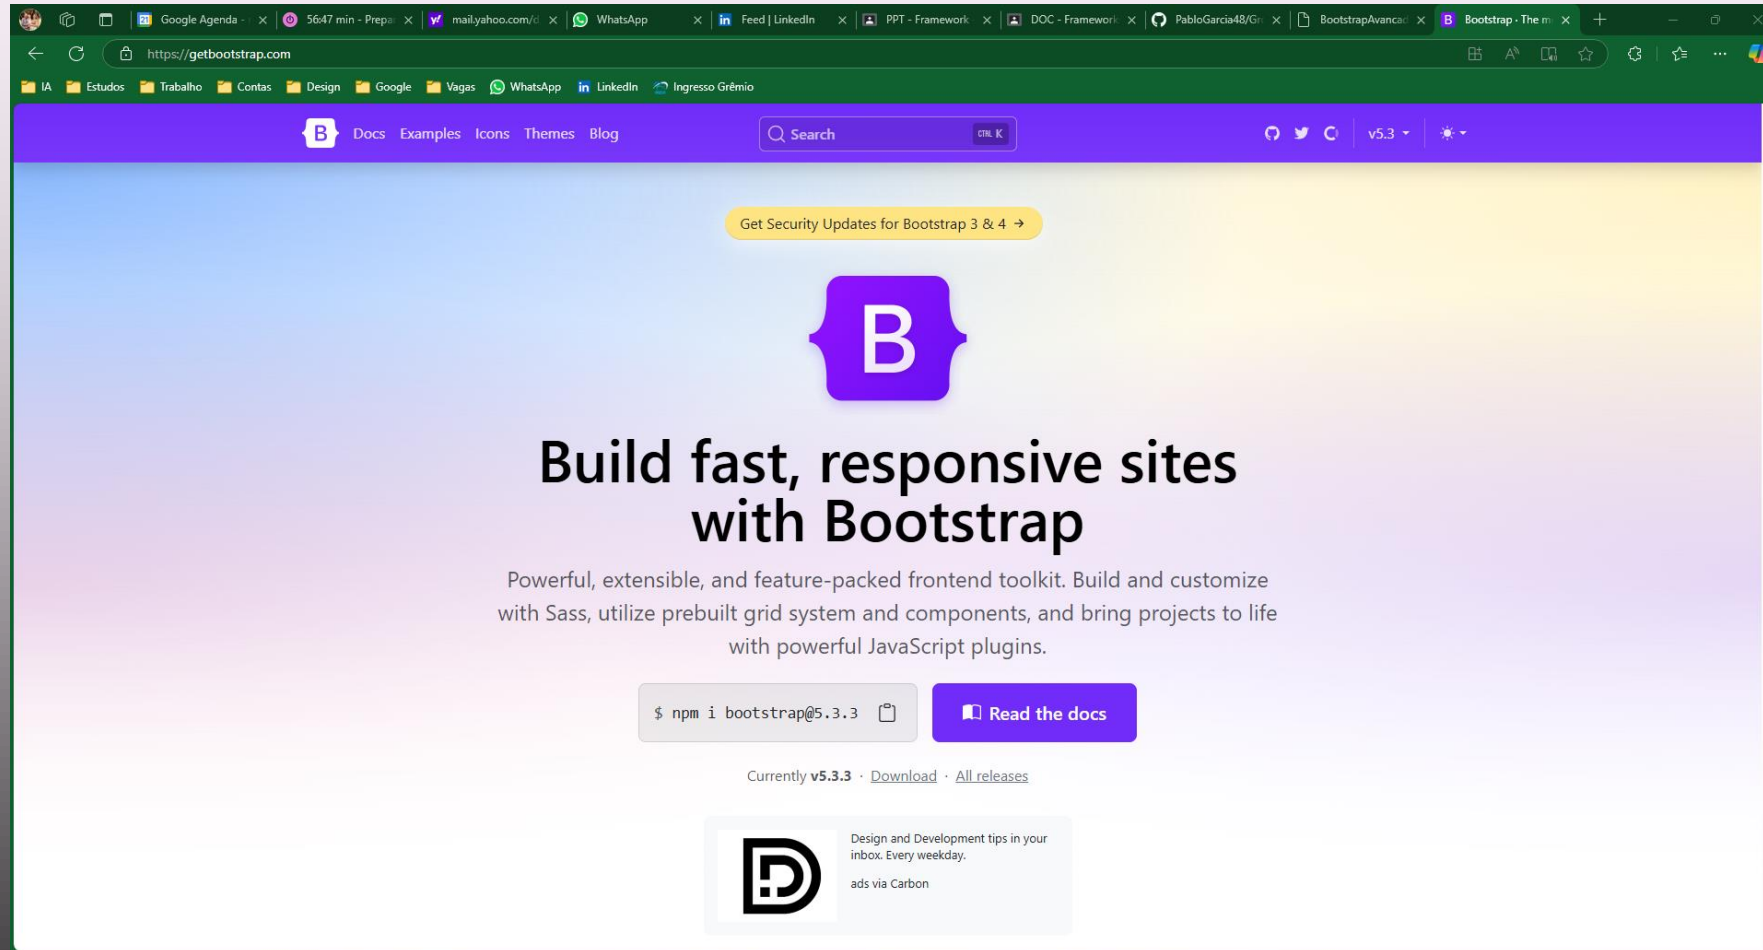 Google Agenda -
56:47 min - Prepar
mail.yahoo.com/d
WhatsApp
Feed | LinkedIn
PPT - Framework
DOC - Framework
PabloGarcia48/Gr
BootstrapAvancad
Bootstrap · The m
https://getbootstrap.com
IA Estudos Trabalho Contas Design Google Vagas WhatsApp LinkedIn Ingresso Grêmio
B Docs Examples Icons Themes Blog Search CTRL K v5.3
Get Security Updates for Bootstrap 3 & 4 →
B
Build fast, responsive sites
with Bootstrap
Powerful, extensible, and feature-packed frontend toolkit. Build and customize
with Sass, utilize prebuilt grid system and components, and bring projects to life
with powerful JavaScript plugins.
$ npm i bootstrap@5.3.3 Read the docs
Currently v5.3.3 · Download · All releases
Design and Development tips in your
inbox. Every weekday.
ads via Carbon